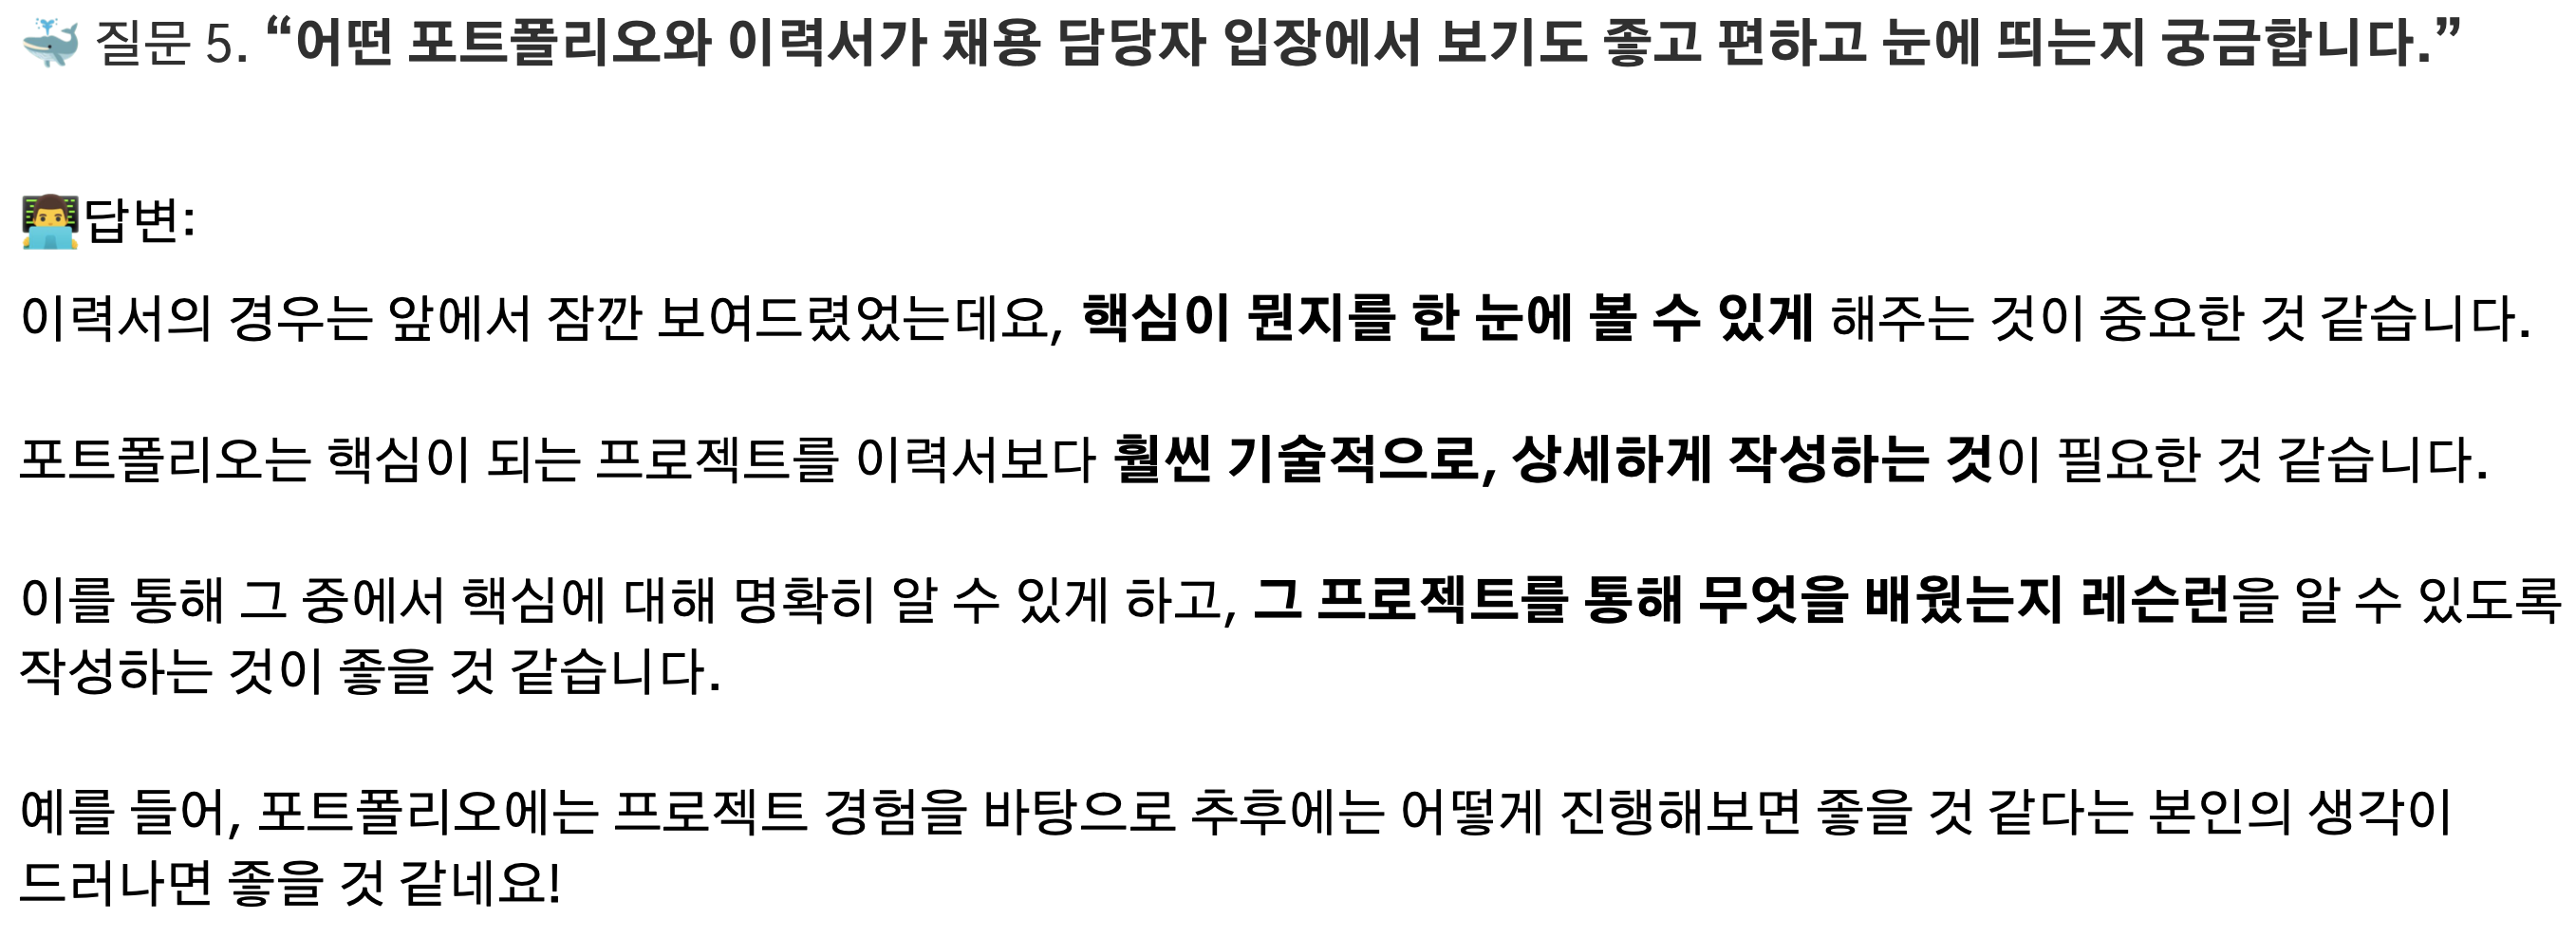 🐳 질문 5. “어떤 포트폴리오와 이력서가 채용 담당자 입장에서 보기도 좋고 편하고 눈에 띄는지 궁금합니다.”
👨‍💻답변:
이력서의 경우는 앞에서 잠깐 보여드렸었는데요, 핵심이 뭔지를 한 눈에 볼 수 있게 해주는 것이 중요한 것 같습니다.
포트폴리오는 핵심이 되는 프로젝트를 이력서보다 훨씬 기술적으로, 상세하게 작성하는 것이 필요한 것 같습니다.
이를 통해 그 중에서 핵심에 대해 명확히 알 수 있게 하고, 그 프로젝트를 통해 무엇을 배웠는지 레슨런을 알 수 있도록
작성하는 것이 좋을 것 같습니다.
예를 들어, 포트폴리오에는 프로젝트 경험을 바탕으로 추후에는 어떻게 진행해보면 좋을 것 같다는 본인의 생각이
드러나면 좋을 것 같네요!